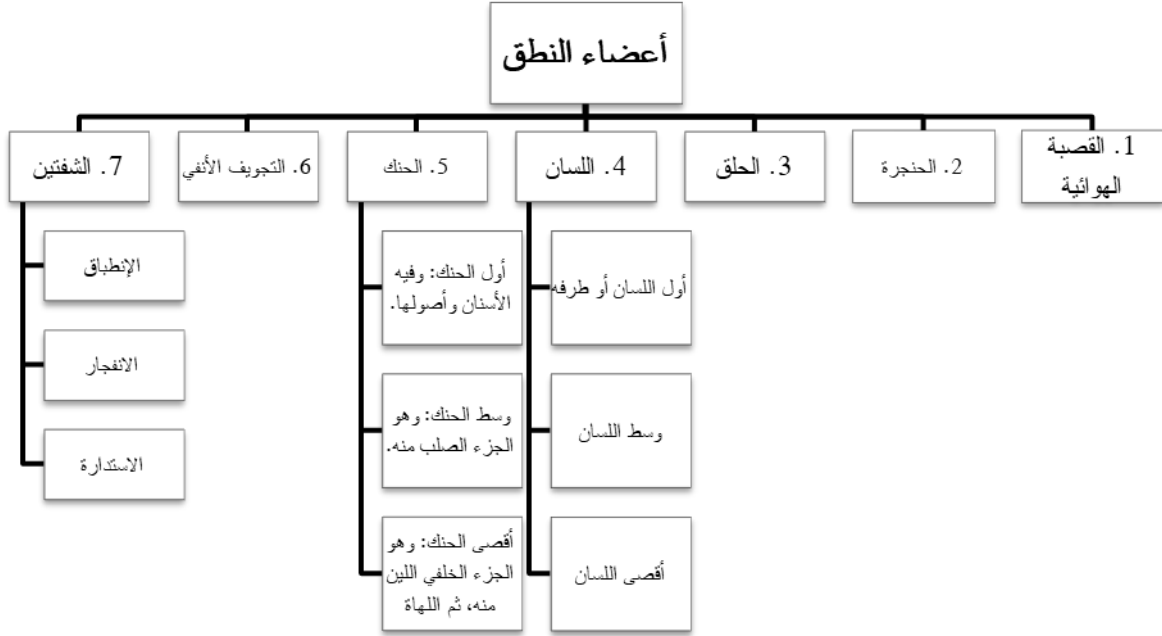 أعضاء النطق
1. القصبة
الهوائية
2. الحنجرة
3. الحلق
4. اللسان
أول اللسان أو طرفه
وسط اللسان
أقصى اللسان
5. الحنك
أول الحنك: وفيه
الأسنان وأصولها.
وسط الحنك: وهو
الجزء الصلب منه.
أقصى الحنك: وهو
الجزء الخلفي اللين
منه، ثم اللهاة
6. التجويف الأنفي
7. الشفتين
الإنطباق
الانفجار
الاستدارة